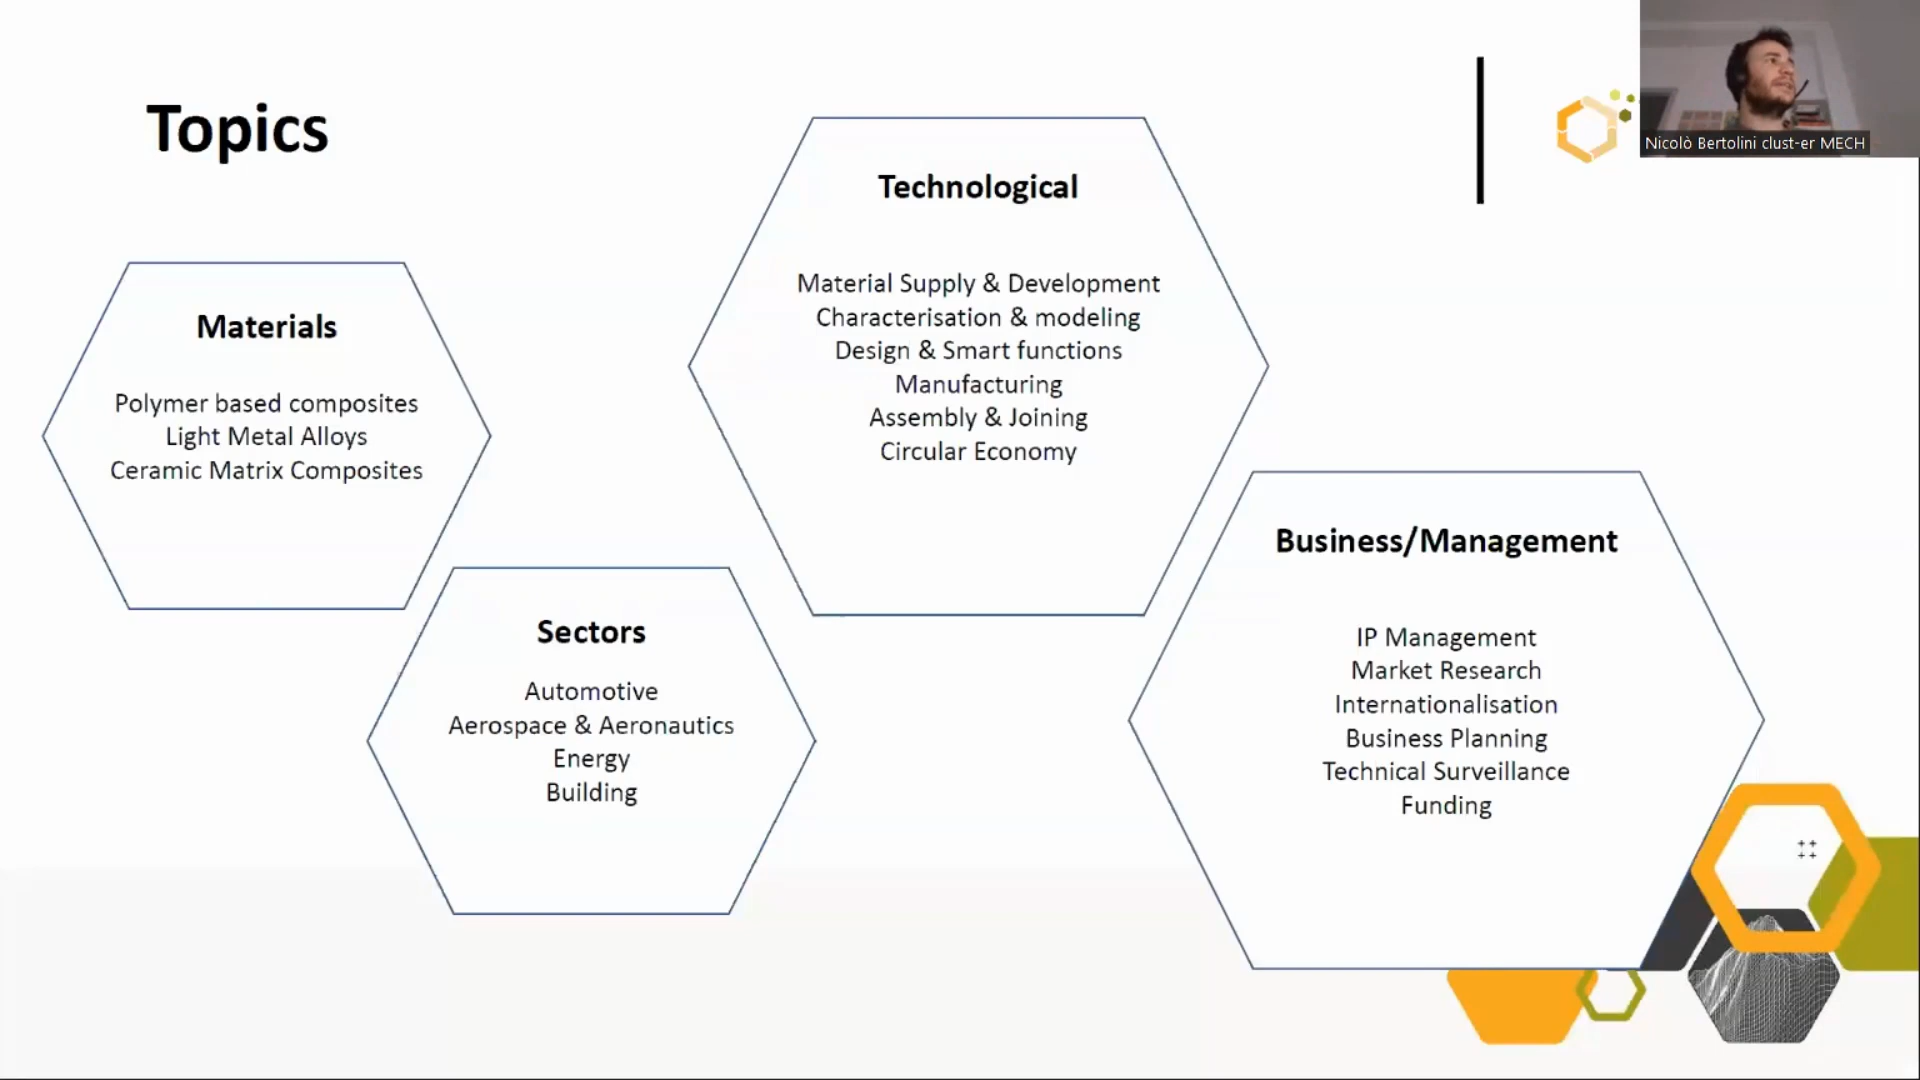 Topics
Nicolò Bertolini clust-er MECH
Technological
Material Supply & Development
Characterisation & modeling
Design & Smart functions
Manufacturing
Assembly & Joining
Circular Economy
Materials
Polymer based composites
Light Metal Alloys
Ceramic Matrix Composites
Sectors
Automotive
Aerospace & Aeronautics
Energy
Building
Business/Management
IP Management
Market Research
Internationalisation
Business Planning
Technical Surveillance
Funding